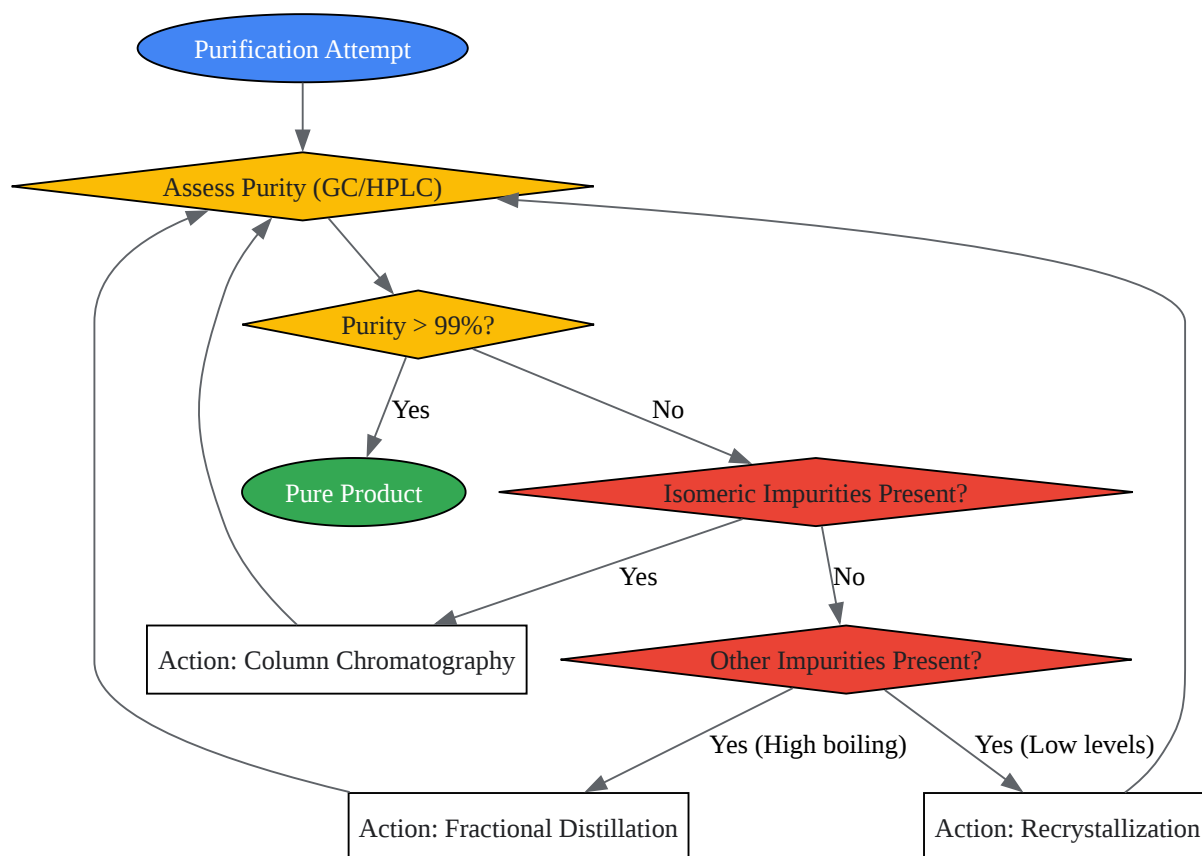 Purification Attempt
Assess Purity (GC/HPLC)
Purity > 99%?
Yes
No
Pure Product
Isomeric Impurities Present?
Yes
No
Action: Column Chromatography
Other Impurities Present?
Yes (High boiling)
Yes (Low levels)
Action: Fractional Distillation
Action: Recrystallization